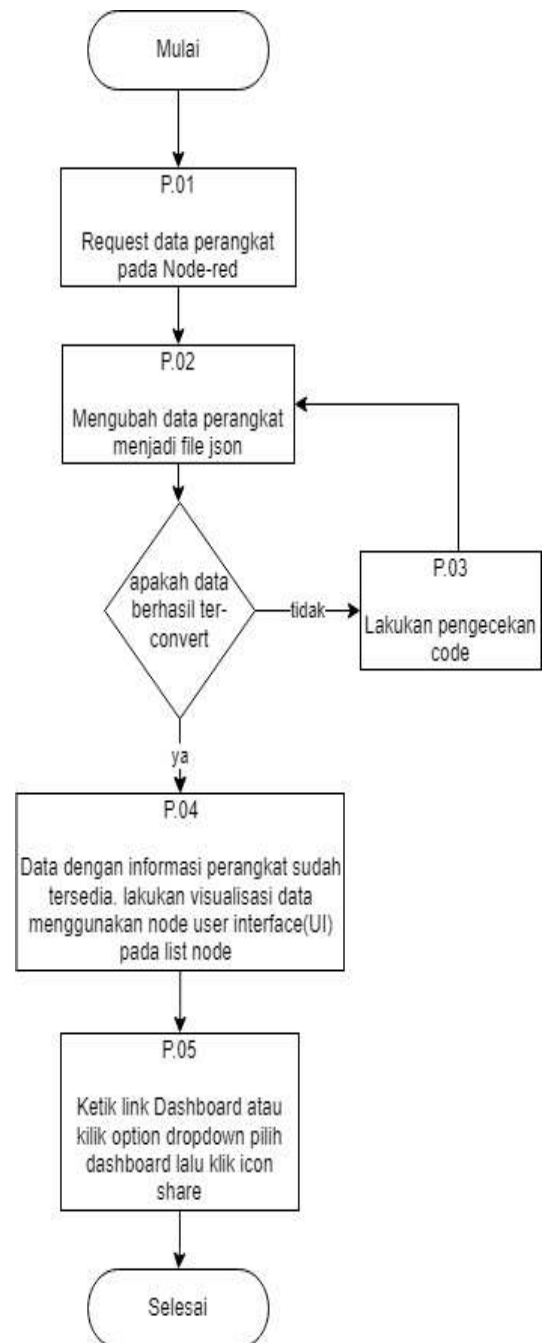 Mulai
P.01
Request data perangkat
pada Node-red
P.02
Mengubah data perangkat
menjadi file json
apakah data
berhasil ter-
convert
tidak
P.03
Lakukan pengecekan
code
ya
P.04
Data dengan informasi perangkat sudah
tersedia. lakukan visualisasi data
menggunakan node user interface(UI)
pada list node
P.05
Ketik link Dashboard atau
kilik option dropdown pilih
dashboard lalu klik icon
share
Selesai